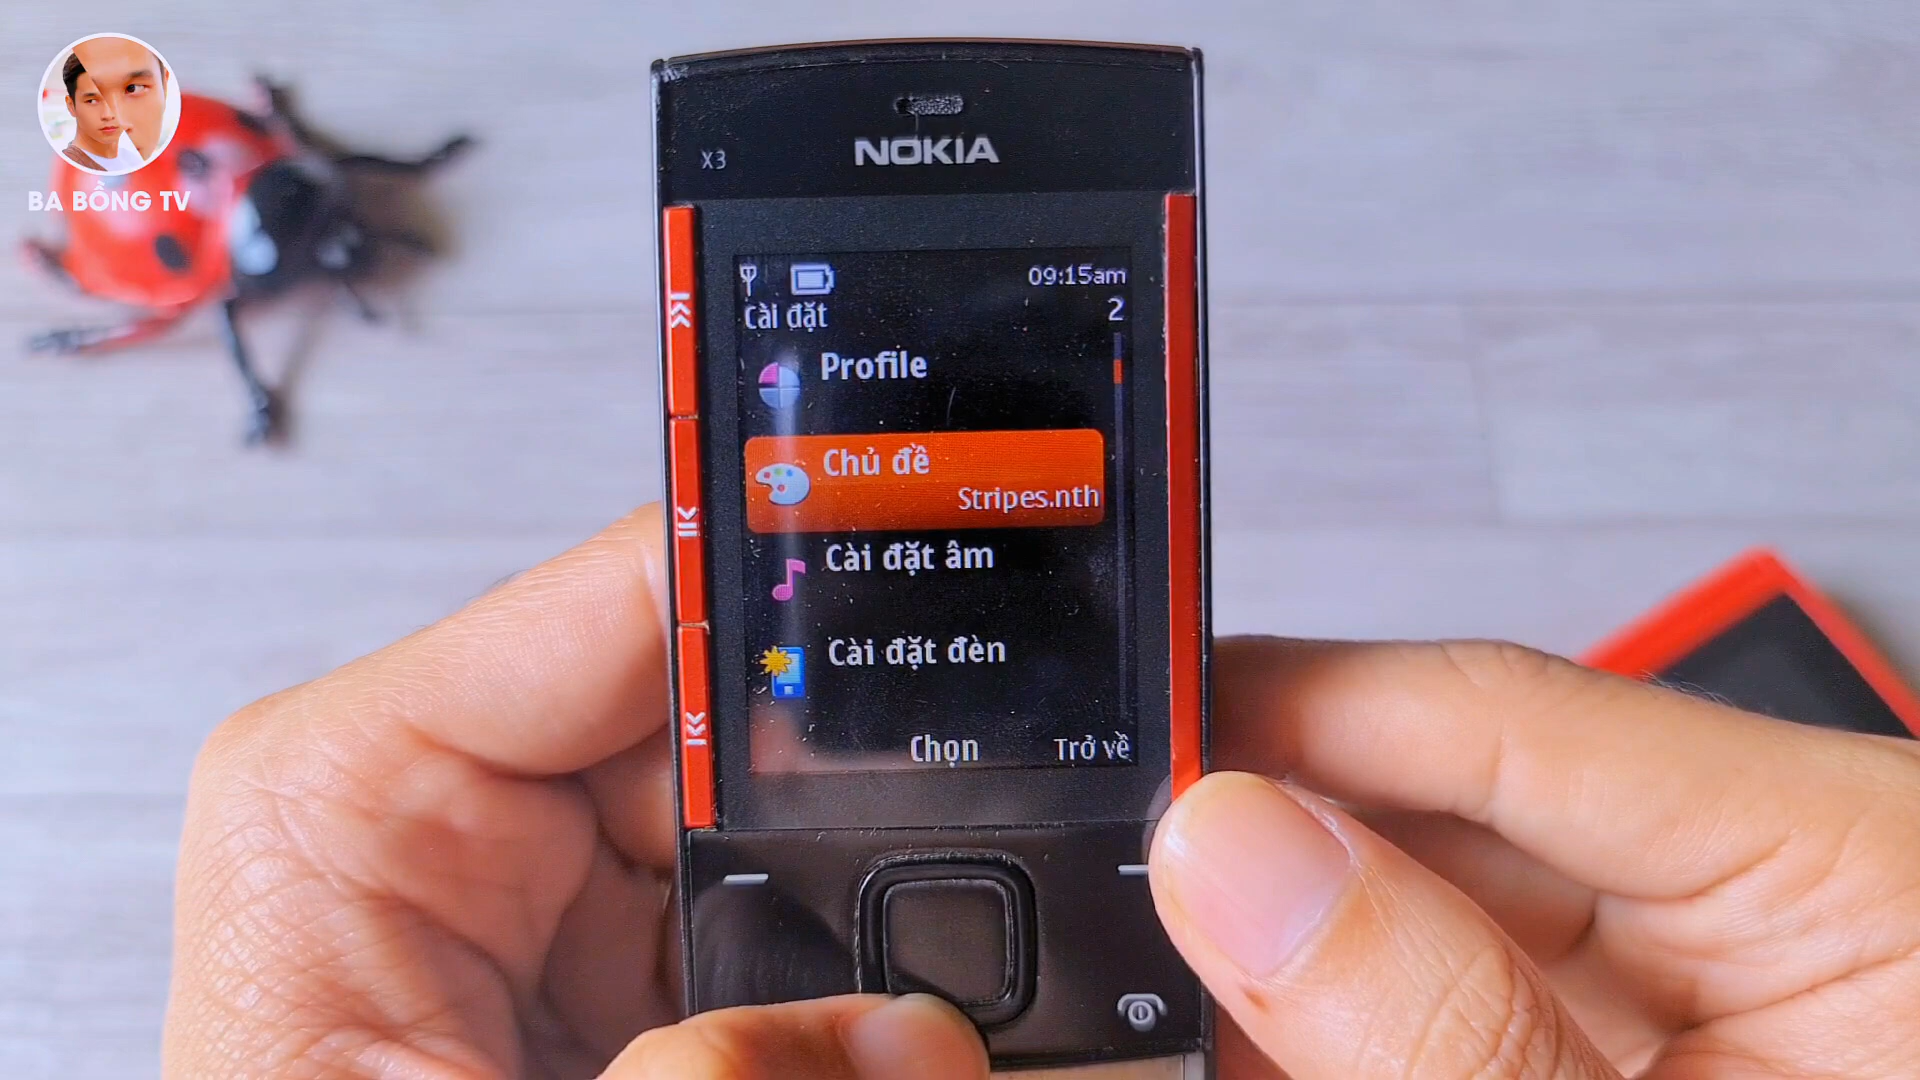 BA BỒNG TV
X3
NOKIA
09:15am
Cài đặt
2
Profile
Chủ đề
Stripes.nth
Cài đặt âm
Cài đặt đèn
Chọn
Trở về